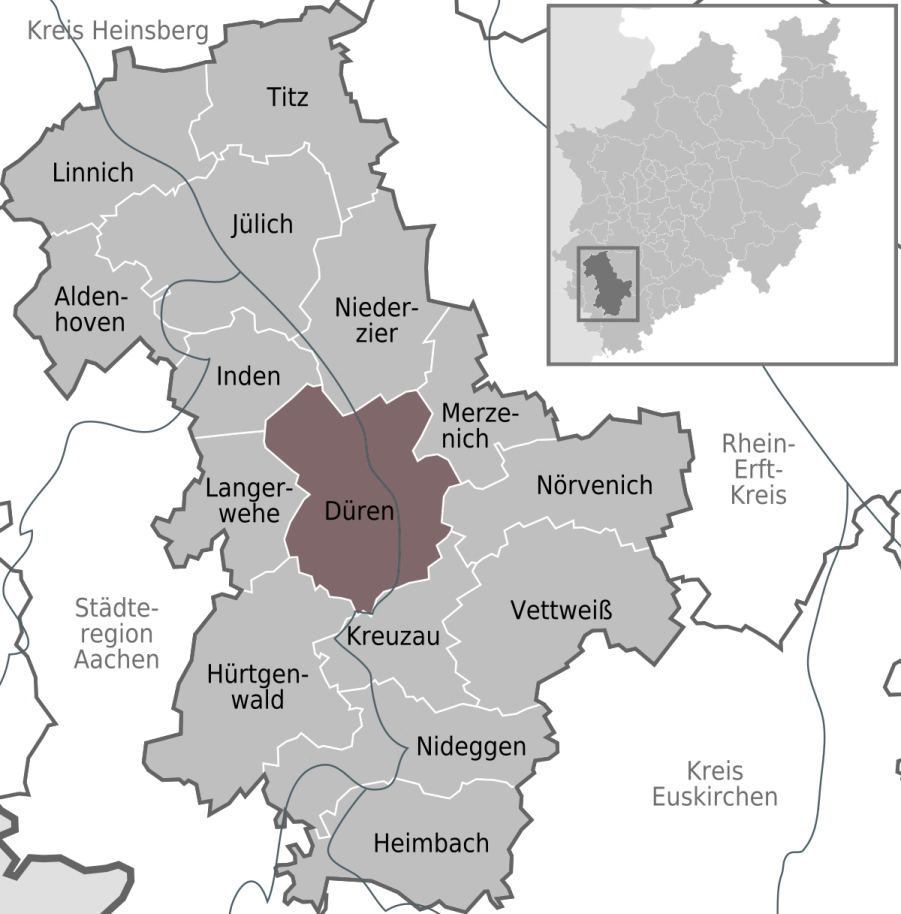 Kreis Heinsberg
Titz
Linnich
Jülich
Alden-
hoven
Nieder-
zier
Inden
Merze-
nich
Rhein-
Erft-
Kreis
Langer-
wehe
Düren
Nörvenich
Städte-
region
Aachen
Vettweiß
Kreuzau
Hürtgen-
wald
Nideggen
Kreis
Euskirchen
Heimbach